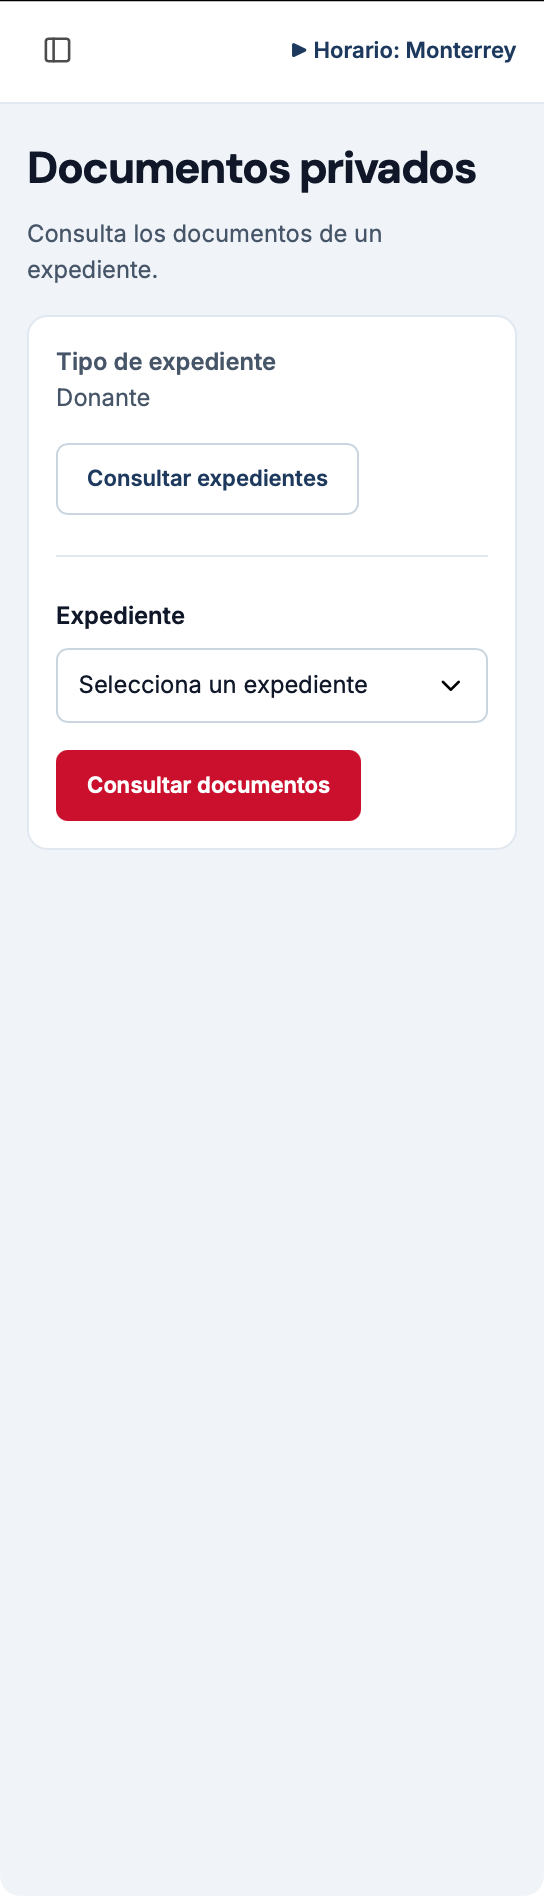 Horario: Monterrey
Documentos privados
Consulta los documentos de un
expediente.
Tipo de expediente
Donante
Consultar expedientes
Expediente
Selecciona un expediente
Consultar documentos